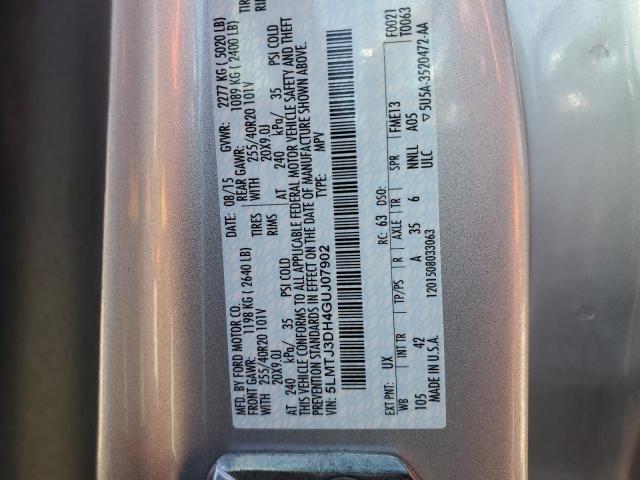 MFD. BY FORD MOTOR CO.
DATE: 08/15 GVWR: 2277 KG ( 5020 LB)
FRONT GAWR: 1198 KG (2640 LB) REAR GAWR: 1089 KG ( 2400 LB)
WITH 255/40R20 101V TIRES WITH 255/40R20 101V
20X9.0J RIMS 20X9.0J
AT 240 kPa/ 35 PSI COLD AT 240 kPa/ 35 PSI COLD
THIS VEHICLE CONFORMS TO ALL APPLICABLE FEDERAL MOTOR VEHICLE SAFETY AND THEFT
PREVENTION STANDARDS IN EFFECT ON THE DATE OF MANUFACTURE SHOWN ABOVE.
VIN: 5LMTJ3DH4GUJ07902 TYPE: MPV
EXT PNT: UX RC: 63 DSO: FME13 F0021
WB INT TR TP/PS R AXLE TR SPR T0063
105 42 A 35 6 NNLL A05
MADE IN U.S.A. ULC
1201508033063 5U5A-3520472-AA